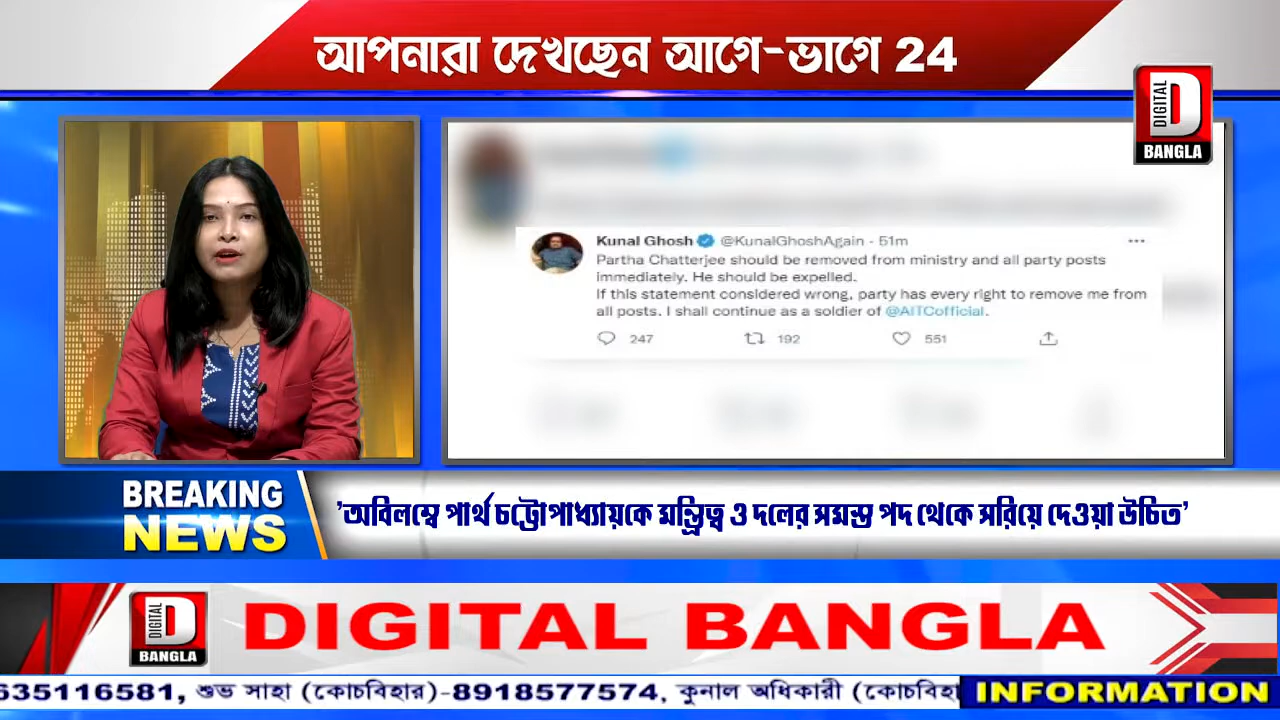 আপনারা দেখছেন আগে-ভাগে 24
DIGITAL
BANGLA
Kunal Ghosh @KunalGhoshAgain - 51m
Partha Chatterjee should be removed from ministry and all party posts
immediately. He should be expelled.
If this statement considered wrong, party has every right to remove me from
all posts. I shall continue as a soldier of @AITCofficial.
247 192 551
BREAKING
NEWS
'অবিলম্বে পার্থ চট্টোপাধ্যায়কে মন্ত্রিত্ব ও দলের সমস্ত পদ থেকে সরিয়ে দেওয়া উচিত'
DIGITAL
BANGLA
DIGITAL BANGLA
635116581, শুভ সাহা (কোচবিহার)-8918577574, কুনাল অধিকারী (কোচবিহা
INFORMATION